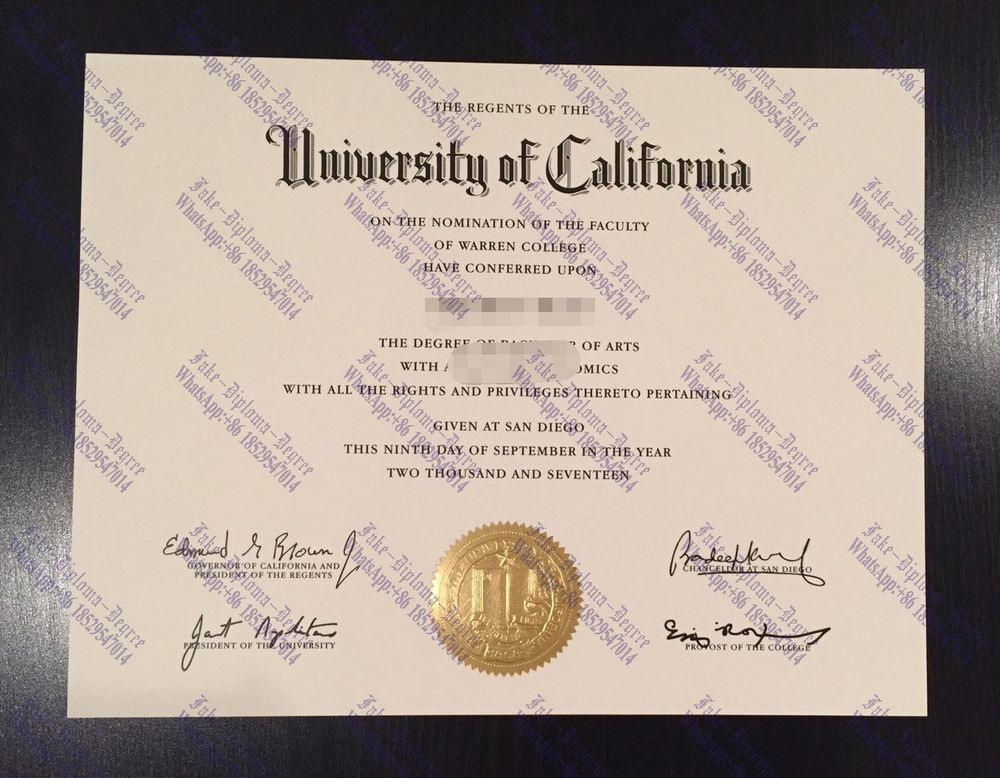 THE REGENTS OF THE
University of California
ON THE NOMINATION OF THE FACULTY
OF WARREN COLLEGE
HAVE CONFERRED UPON
THE DEGREE OF OF ARTS
WITH
WITH ALL THE RIGHTS AND PRIVILEGES THERETO PERTAINING
GIVEN AT SAN DIEGO
THIS NINTH DAY OF SEPTEMBER IN THE YEAR
TWO THOUSAND AND SEVENTEEN
Edmund G Brown Jr
GOVERNOR OF CALIFORNIA AND
PRESIDENT OF THE REGENTS
CHANCELLOR AT SAN DIEGO
PRESIDENT OF THE UNIVERSITY
PROVOST OF THE COLLEGE
Fake-Diploma-Degree
WhatsApp:+86 18529547014